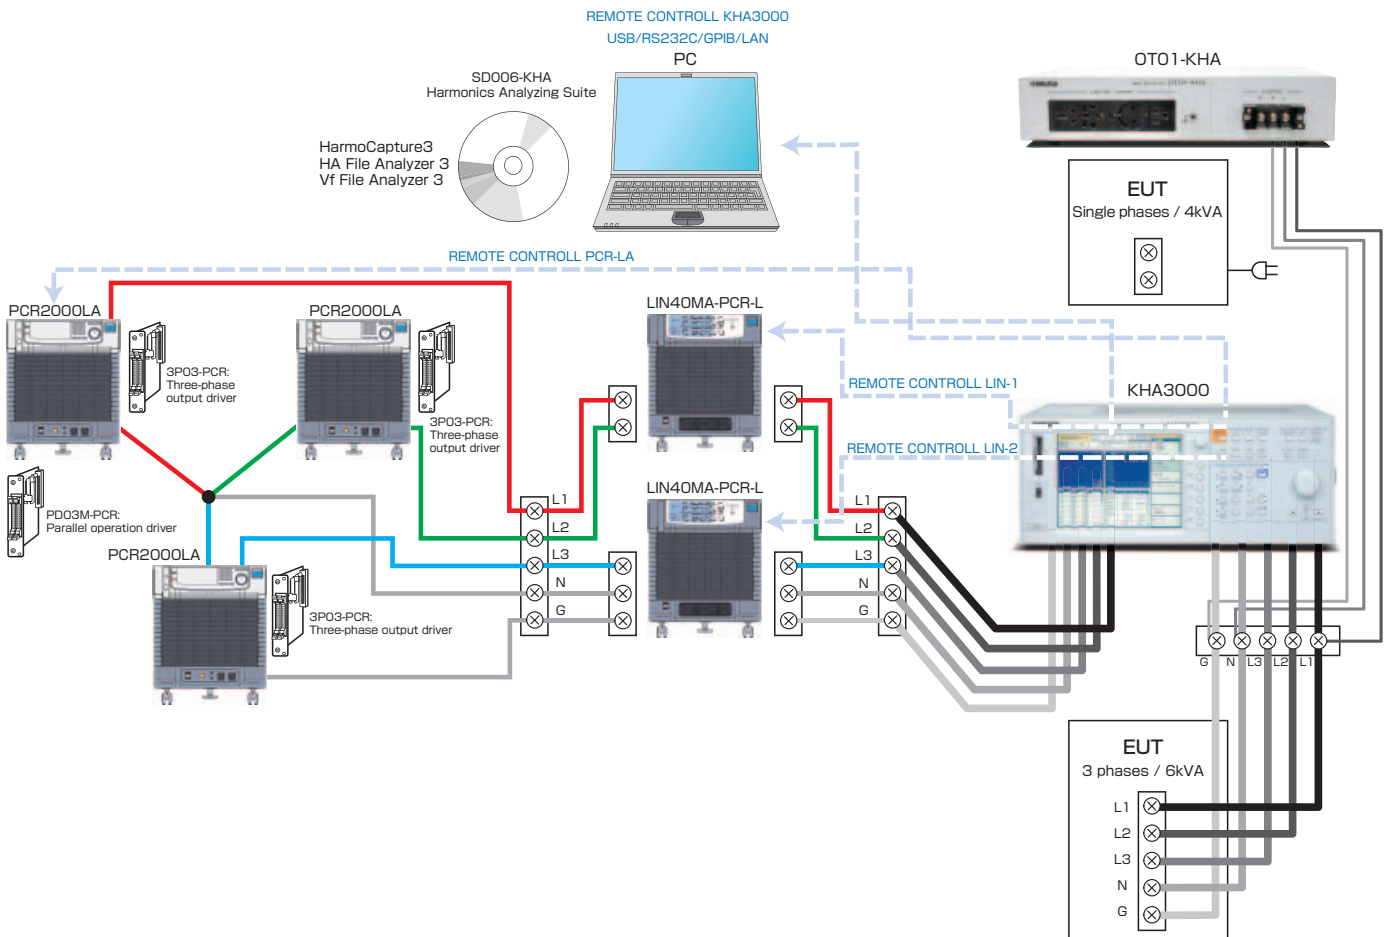 REMOTE CONTROLL KHA3000
USB/RS232C/GPIB/LAN
PC
SD006-KHA
Harmonics Analyzing Suite
HarmoCapture3
HA File Analyzer 3
Vf File Analyzer 3
OT01-KHA
EUT
Single phases / 4kVA
REMOTE CONTROLL PCR-LA
PCR2000LA
3P03-PCR:
Three-phase
output driver
PCR2000LA
3P03-PCR:
Three-phase
output driver
LIN40MA-PCR-L
REMOTE CONTROLL LIN-1
KHA3000
REMOTE CONTROLL LIN-2
LIN40MA-PCR-L
PD03M-PCR:
Parallel operation driver
PCR2000LA
3P03-PCR:
Three-phase output driver
L1
L2
L3
N
G
L1
L2
L3
N
G
G N L3 L2 L1
EUT
3 phases / 6kVA
L1
L2
L3
N
G